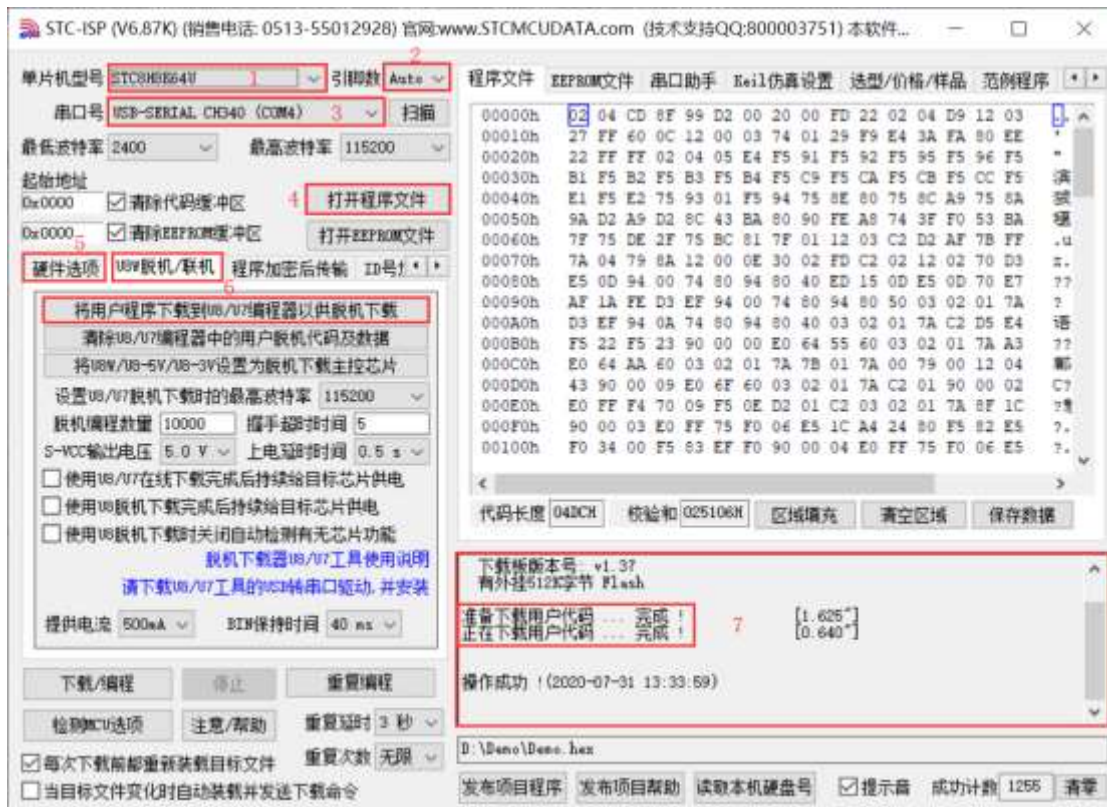 STC-ISP (V6.87K) (销售电话: 0513-55012928) 官网:www.STCMCUDATA.com (技术支持QQ:800003751) 本软件...
单片机型号 STC8H8K64U 1 引脚数 Auto 2
串口号 USB-SERIAL CH340 (COM4) 3 扫描
最低波特率 2400 最高波特率 115200
起始地址
0x0000 清除代码缓冲区 4 打开程序文件
0x0000 清除EEPROM缓冲区 打开EEPROM文件
5
硬件选项 U8W脱机/联机 程序加密后传输
6
将用户程序下载到U8/U7编程器以供脱机下载
清除U8/U7编程器中的用户脱机代码及数据
将U8W/U8-5V/U8-3V设置为脱机下载主控芯片
设置U8/U7脱机下载时的最高波特率 115200
脱机编程数量 10000 握手超时时间 5
S-VCC输出电压 5.0 V 上电延时时间 0.5 s
使用U8/U7在线下载完成后持续给目标芯片供电
使用U8脱机下载完成后持续给目标芯片供电
使用U8脱机下载时关闭自动检测有无芯片功能
脱机下载器U8/U7工具使用说明
请下载U8/U7工具的USB转串口驱动,并安装
提供电流 500mA BIN保持时间 40 ms
下载/编程 停止 重复编程
检测MCU选项 注意/帮助 重复延时 3 秒
每次下载前都重新装载目标文件 重复次数 无限
当目标文件变化时自动装载并发送下载命令
程序文件 EEPROM文件 串口助手 Keil仿真设置 选型/价格/样品 范例程序
00000h 02 04 CD 8F 99 D2 00 20 00 FD 22 02 04 D9 12 03
00010h 27 FF 60 0C 12 00 03 74 01 29 F9 E4 3A FA 80 EE
00020h 22 FF FF 02 04 05 E4 F5 91 F5 92 F5 95 F5 96 F5
00030h B1 F5 B2 F5 B3 F5 B4 F5 C9 F5 CA F5 CB F5 CC F5
00040h E1 F5 E2 75 93 01 F5 94 75 8E 80 75 8C A9 75 8A
00050h 9A D2 A9 D2 8C 43 BA 80 90 FE A8 74 3F F0 53 BA
00060h 7F 75 DE 2F 75 BC 81 7F 01 12 03 C2 D2 AF 7B FF
00070h 7A 04 79 8A 12 00 0E 30 02 FD C2 02 12 02 70 D3
00080h E5 0D 94 00 74 80 94 80 40 ED 15 0D E5 0D 70 E7
00090h AF 1A FE D3 EF 94 00 74 80 94 80 50 03 02 01 7A
000A0h D3 EF 94 0A 74 80 94 80 40 03 02 01 7A C2 D5 E4
000B0h F5 22 F5 23 90 00 00 E0 64 55 60 03 02 01 7A A3
000C0h E0 64 AA 60 03 02 01 7A 7B 01 7A 00 79 00 12 04
000D0h 43 90 00 09 E0 6F 60 03 02 01 7A C2 01 90 00 02
000E0h E0 FF F4 70 09 F5 0E D2 01 C2 03 02 01 7A 8F 1C
000F0h 90 00 03 E0 FF 75 F0 06 E5 1C A4 24 80 F5 82 E5
00100h F0 34 00 F5 83 EF F0 90 00 04 E0 FF 75 F0 06 E5
代码长度 04DCH 校验和 025106H 区域填充 清空区域 保存数据
下载板版本号: v1.37
有外挂512K字节 Flash
准备下载用户代码 ... 完成 ! [1.625"]
正在下载用户代码 ... 完成 ! 7 [0.640"]
操作成功 !(2020-07-31 13:33:59)
D:\Demo\Demo.hex
发布项目程序 发布项目帮助 读取本机硬盘号 提示音 成功计数 1255 清零